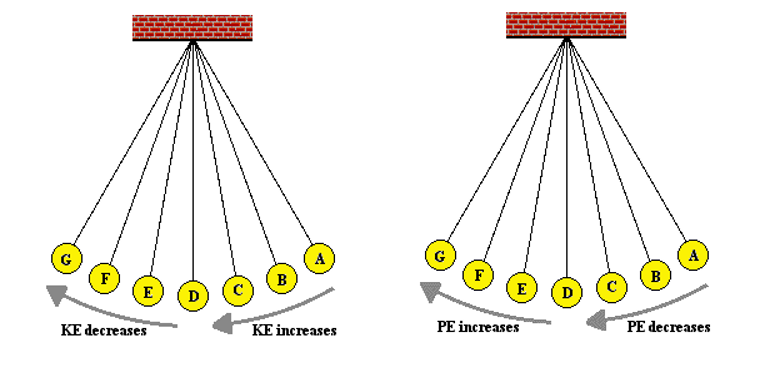 G F E D C B A
KE decreases KE increases
G F E D C B A
PE increases PE decreases